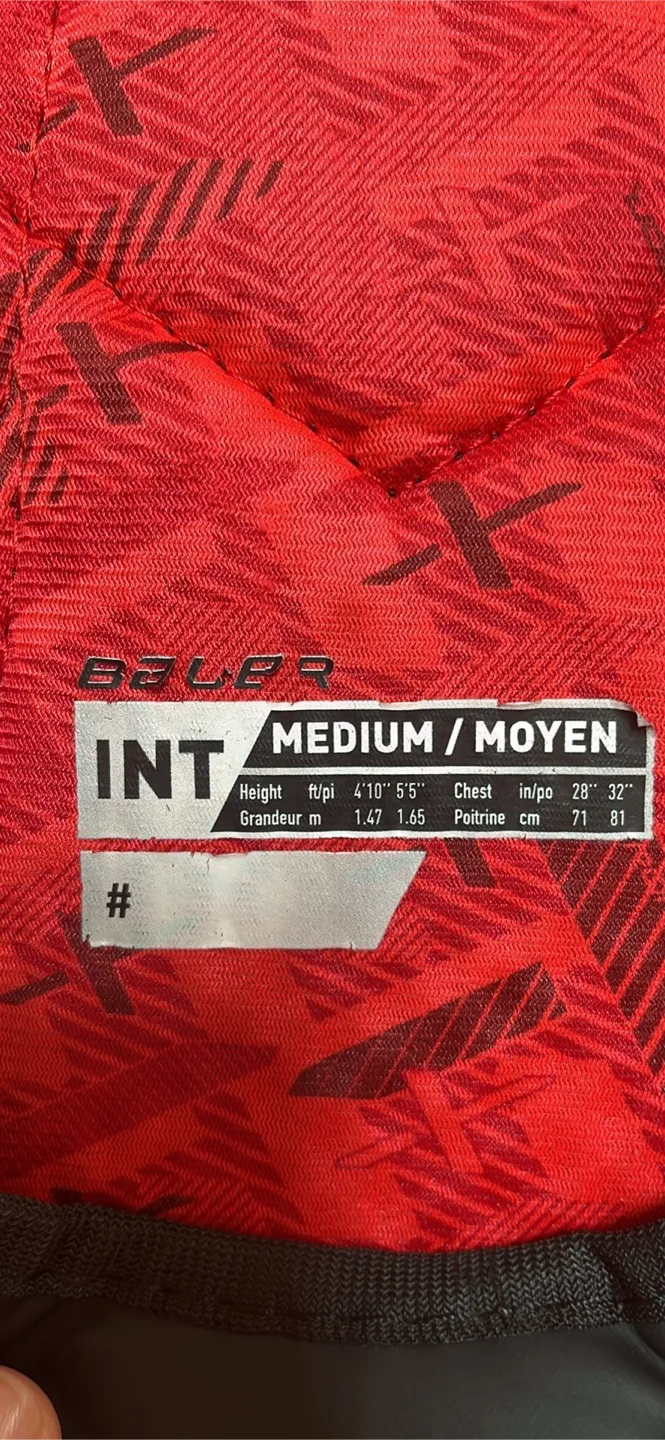 BAUER
INT
MEDIUM / MOYEN
Height ft/pi 4'10'' 5'5'' Chest in/po 28'' 32''
Grandeur m 1.47 1.65 Poitrine cm 71 81
#